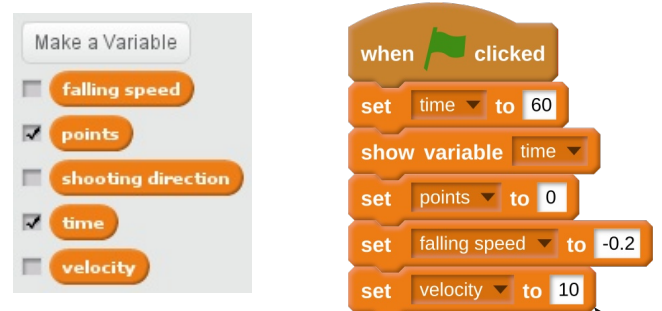 Make a Variable
falling speed
points
shooting direction
time
velocity
when clicked
set time to 60
show variable time
set points to 0
set falling speed to -0.2
set velocity to 10